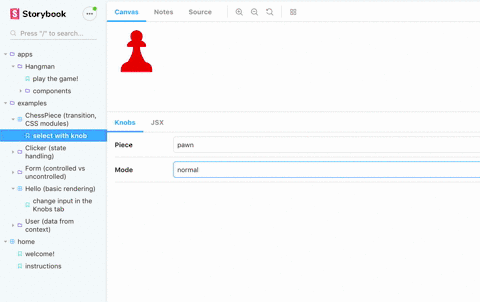 Storybook
Press "/" to search...
apps
Hangman
play the game!
components
examples
ChessPiece (transition,
CSS modules)
select with knob
Clicker (state
handling)
Form (controlled vs
uncontrolled)
Hello (basic rendering)
change input in the
Knobs tab
User (data from
context)
home
welcome!
instructions
Canvas Notes Source
Knobs JSX
Piece pawn
Mode normal